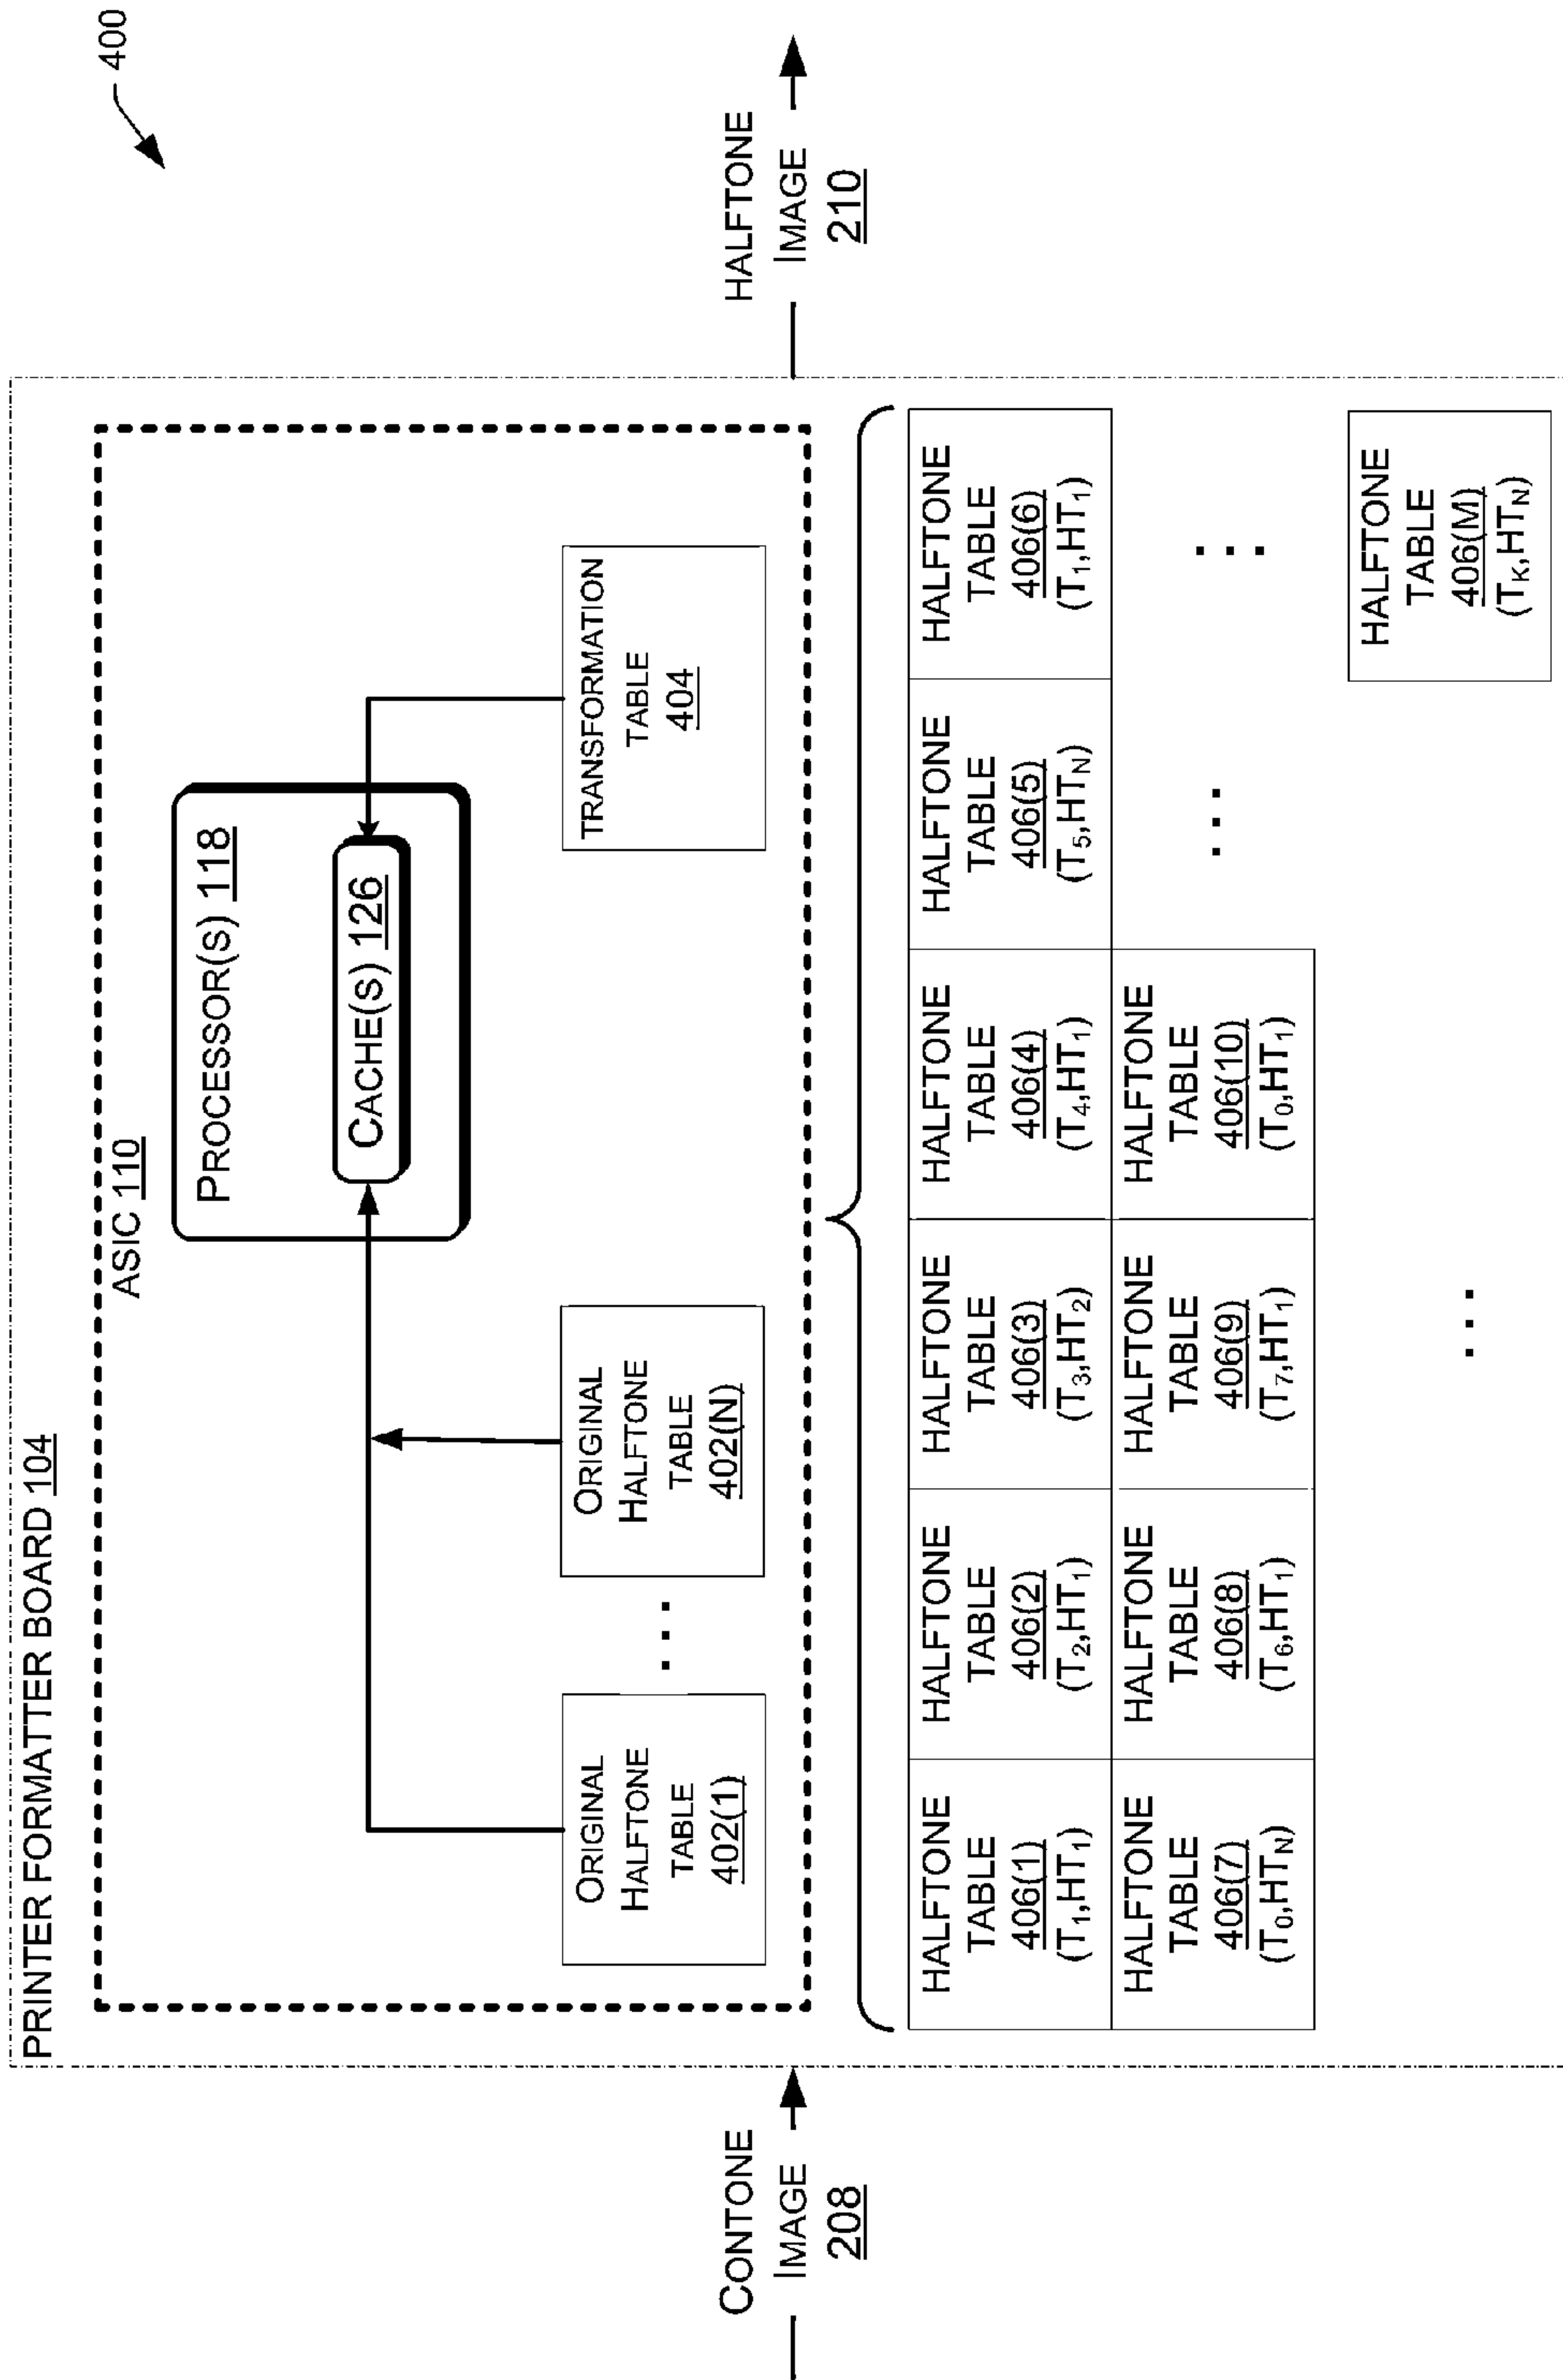 400
PRINTER FORMATTER BOARD 104
ASIC 110
PROCESSOR(S) 118
CACHE(S) 126
ORIGINAL
HALFTONE
TABLE
402(1)
...
ORIGINAL
HALFTONE
TABLE
402(N)
TRANSFORMATION
TABLE
404
CONTONE
IMAGE
208
HALFTONE
IMAGE
210
HALFTONE
TABLE
406(1)
(T₁,HT₁)
HALFTONE
TABLE
406(2)
(T₂,HT₁)
HALFTONE
TABLE
406(3)
(T₃,HT₂)
HALFTONE
TABLE
406(4)
(T₄,HT₁)
HALFTONE
TABLE
406(5)
(T₅,HT_N)
HALFTONE
TABLE
406(6)
(T₁,HT₁)
HALFTONE
TABLE
406(7)
(T₀,HT_N)
HALFTONE
TABLE
406(8)
(T₆,HT₁)
HALFTONE
TABLE
406(9)
(T₇,HT₁)
HALFTONE
TABLE
406(10)
(T₀,HT₁)
...
...
...
HALFTONE
TABLE
406(M)
(T_K,HT_N)